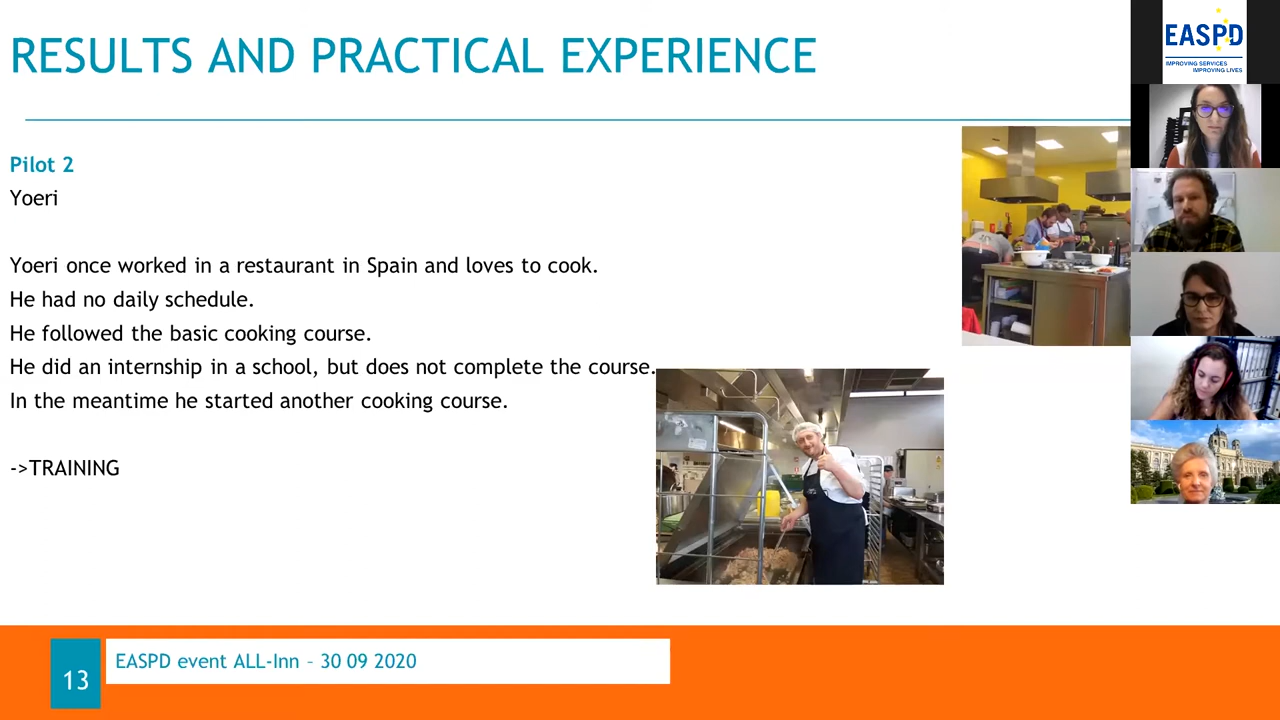 RESULTS AND PRACTICAL EXPERIENCE
EASPD
IMPROVING SERVICES
IMPROVING LIVES
Pilot 2
Yoeri
Yoeri once worked in a restaurant in Spain and loves to cook.
He had no daily schedule.
He followed the basic cooking course.
He did an internship in a school, but does not complete the course.
In the meantime he started another cooking course.
->TRAINING
13
EASPD event ALL-Inn – 30 09 2020